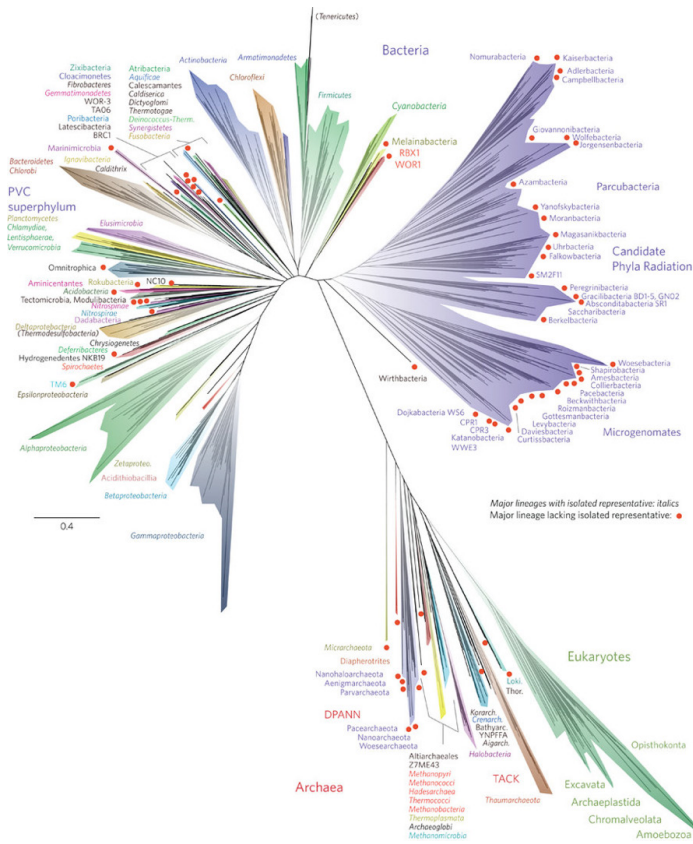 (Tenericutes)
Bacteria
Actinobacteria
Armatimonadetes
Chloroflexi
Firmicutes
Cyanobacteria
Melainabacteria
RBX1
WOR1
Nomurabacteria
Kaiserbacteria
Adlerbacteria
Campbellbacteria
Giovannonibacteria
Wolfebacteria
Jorgensenbacteria
Azambacteria
Parcubacteria
Yanofskybacteria
Moranbacteria
Magasanikbacteria
Uhrbacteria
Falkowbacteria
Candidate
Phyla Radiation
SM2F11
Peregrinibacteria
Gracilibacteria BD1-5, GNO2
Absconditabacteria SR1
Saccharibacteria
Berkelbacteria
Woesebacteria
Shapirobacteria
Amesbacteria
Collierbacteria
Pacebacteria
Beckwithbacteria
Roizmanbacteria
Gottesmanbacteria
Levybacteria
Daviesbacteria
Curtissbacteria
Microgenomates
Wirthbacteria
Dojkabacteria WS6
CPR1
CPR3
Katanobacteria
WWE3
Zixibacteria
Cloacimonetes
Fibrobacteres
Gemmatimonadetes
WOR-3
TA06
Poribacteria
Latescibacteria
BRC1
Atribacteria
Aquificae
Calescamantes
Caldiserica
Dictyoglomi
Thermotogae
Deinococcus-Therm.
Synergistetes
Fusobacteria
Marinimicrobia
Bacteroidetes
Chlorobi
Ignavibacteria
Caldithrix
PVC
superphylum
Planctomycetes
Chlamydiae,
Lentisphaerae,
Verrucomicrobia
Elusimicrobia
Omnitrophica
Aminicentantes
Rokubacteria
NC10
Acidobacteria
Tectomicrobia, Modulibacteria
Nitrospinae
Nitrospirae
Dadabacteria
Deltaproteobacteria
(Thermodesulfobacteria)
Chrysiogenetes
Deferribacteres
Hydrogenedentes NKB19
Spirochaetes
TM6
Epsilonproteobacteria
Alphaproteobacteria
Zetaproteo.
Acidithiobacillia
Betaproteobacteria
Gammaproteobacteria
0.4
Major lineages with isolated representative: italics
Major lineage lacking isolated representative:
Microarchaeota
Diapherotrites
Nanohaloarchaeota
Aenigmarchaeota
Parvarchaeota
DPANN
Pacearchaeota
Nanoarchaeota
Woesearchaeota
Archaea
Altiarchaeales
Z7ME43
Methanopyri
Methanococci
Hadesarchaea
Thermococci
Methanobacteria
Thermoplasmata
Archaeoglobi
Methanomicrobia
Halobacteria
Korarch.
Crenarch.
Bathyarc.
YNPFFA
Aigarch.
TACK
Thaumarchaeota
Loki.
Thor.
Eukaryotes
Opisthokonta
Excavata
Archaeplastida
Chromalveolata
Amoebozoa